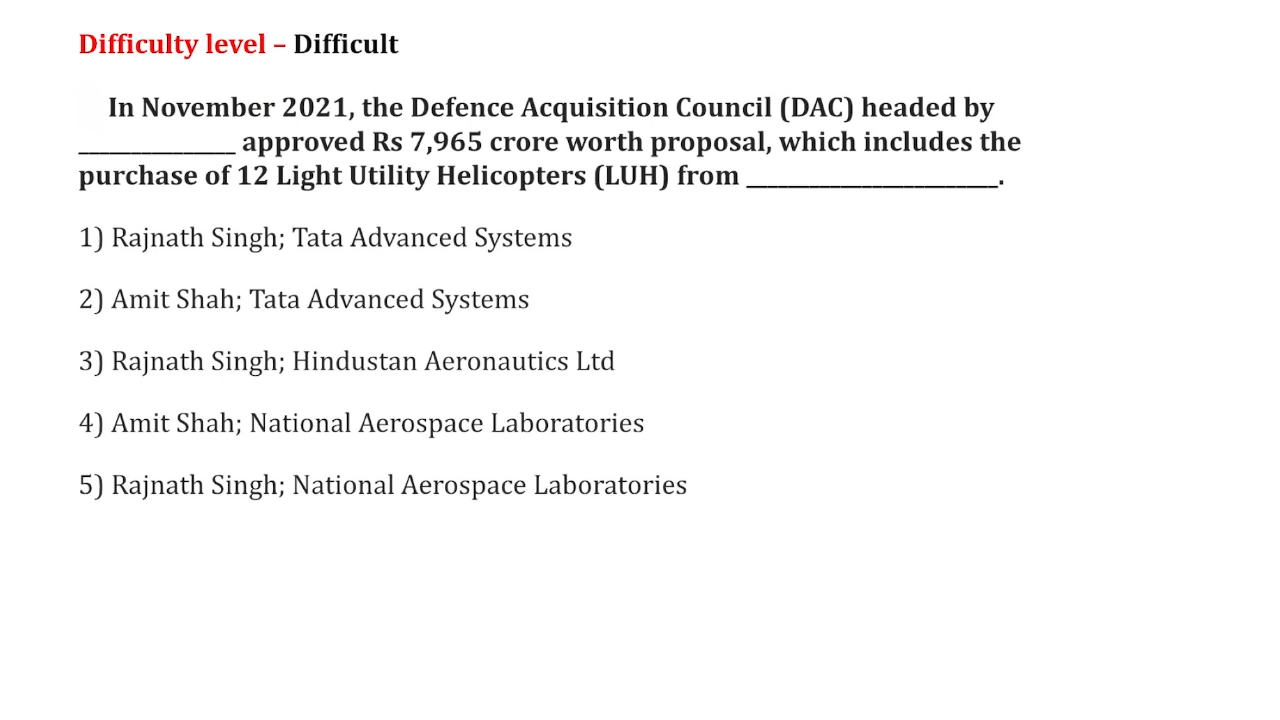 Difficulty level – Difficult
In November 2021, the Defence Acquisition Council (DAC) headed by
_______________ approved Rs 7,965 crore worth proposal, which includes the
purchase of 12 Light Utility Helicopters (LUH) from ________________________.
1) Rajnath Singh; Tata Advanced Systems
2) Amit Shah; Tata Advanced Systems
3) Rajnath Singh; Hindustan Aeronautics Ltd
4) Amit Shah; National Aerospace Laboratories
5) Rajnath Singh; National Aerospace Laboratories